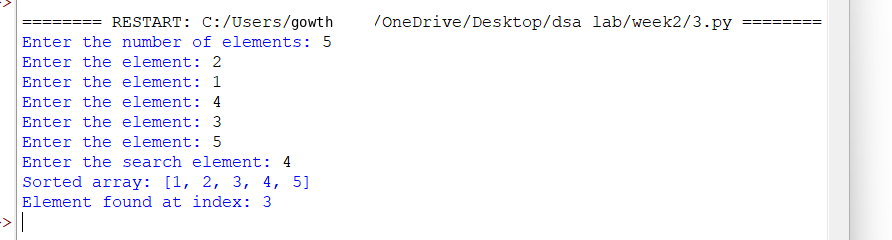 >
======== RESTART: C:/Users/gowth /OneDrive/Desktop/dsa lab/week2/3.py ========
Enter the number of elements: 5
Enter the element: 2
Enter the element: 1
Enter the element: 4
Enter the element: 3
Enter the element: 5
Enter the search element: 4
Sorted array: [1, 2, 3, 4, 5]
Element found at index: 3
>